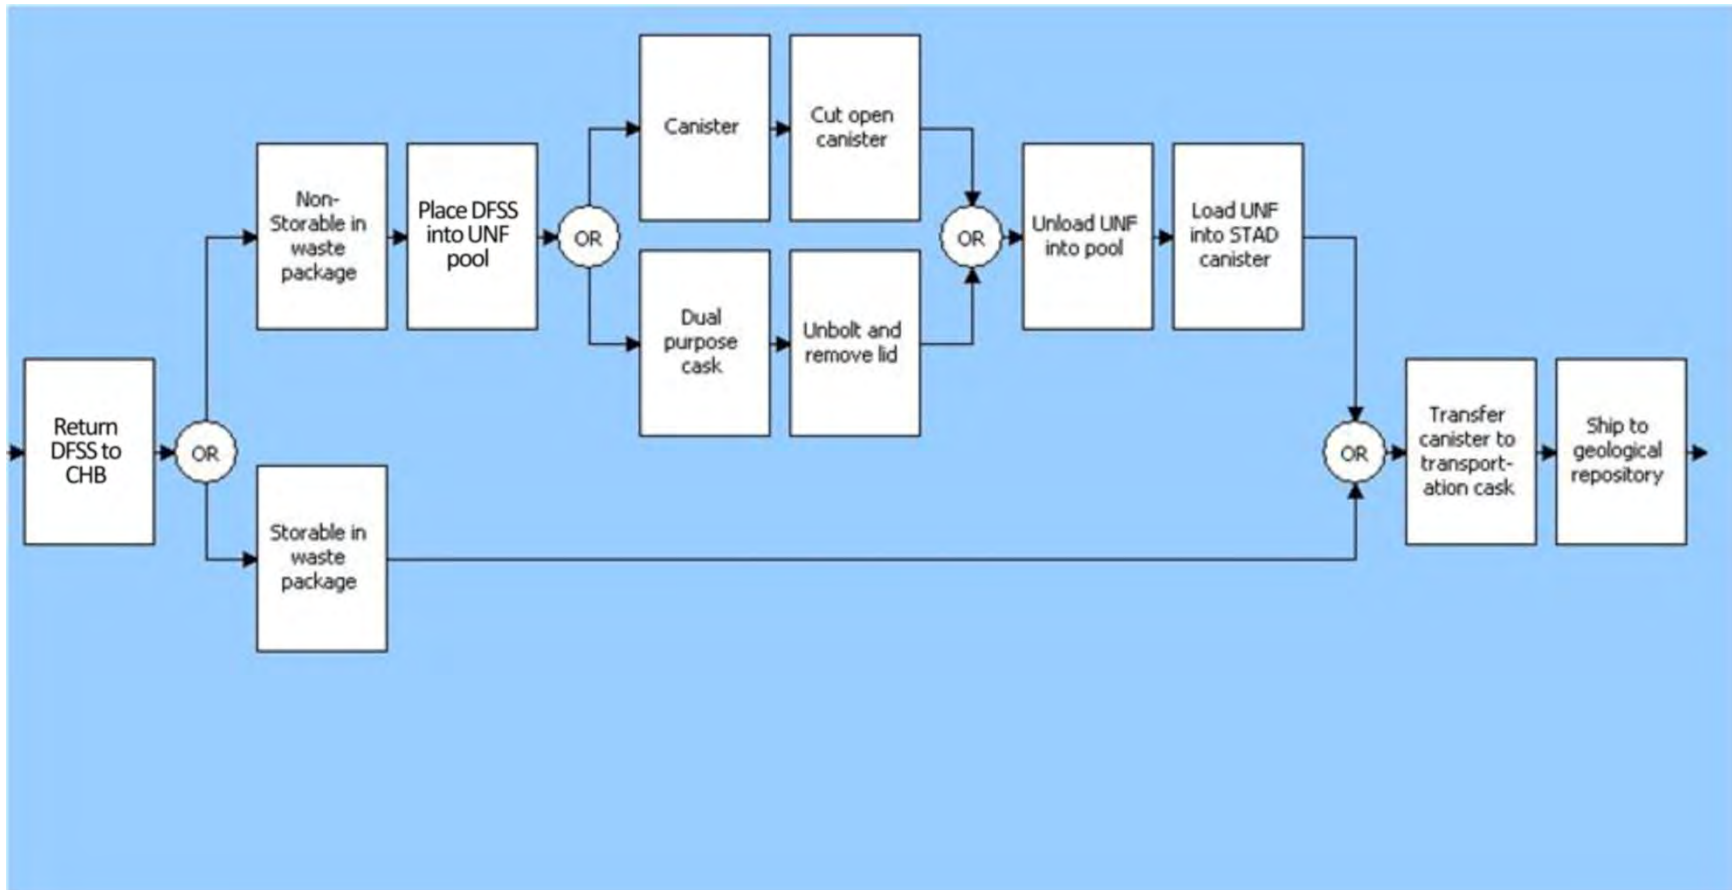 Return
DFSS to
CHB
OR
Non-
Storable in
waste
package
Place DFSS
into UNF
pool
OR
Canister
Cut open
canister
Dual
purpose
cask
Unbolt and
remove lid
OR
Unload UNF
into pool
Load UNF
into STAD
canister
Storable in
waste
package
OR
Transfer
canister to
transport-
ation cask
Ship to
geological
repository